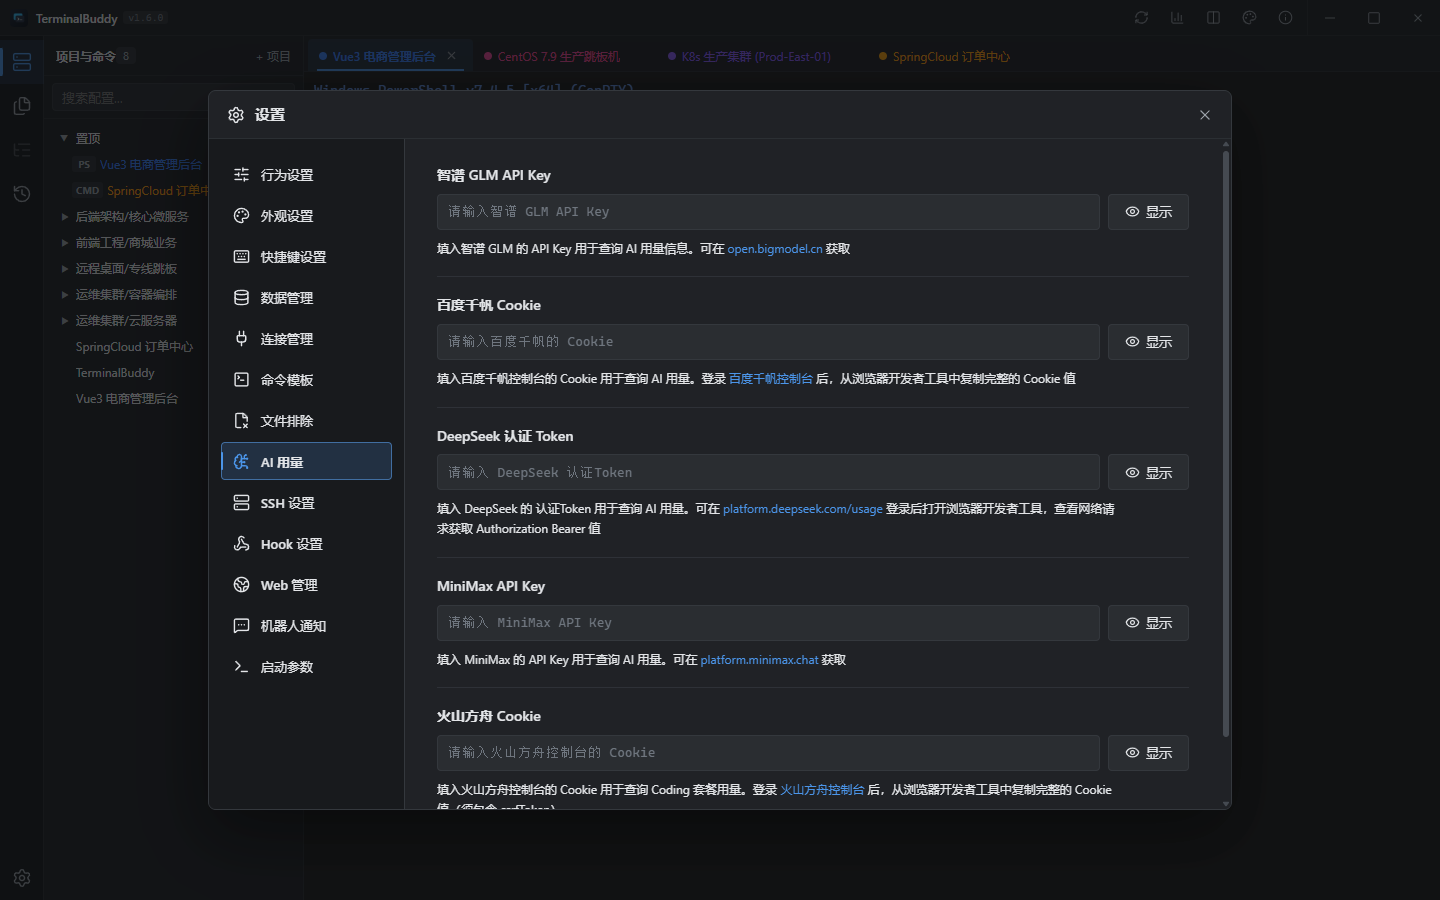 TerminalBuddy v1.6.0
项目与命令 8 + 项目
Vue3 电商管理后台
CentOS 7.9 生产跳板机
K8s 生产集群 (Prod-East-01)
SpringCloud 订单中心
搜索配置...
置顶
PS Vue3 电商管理后台
CMD SpringCloud 订单中
后端架构/核心微服务
前端工程/商城业务
远程桌面/专线跳板
运维集群/容器编排
运维集群/云服务器
SpringCloud 订单中心
TerminalBuddy
Vue3 电商管理后台
设置
行为设置
外观设置
快捷键设置
数据管理
连接管理
命令模板
文件排除
AI 用量
SSH 设置
Hook 设置
Web 管理
机器人通知
启动参数
智谱 GLM API Key
请输入智谱 GLM API Key
显示
填入智谱 GLM 的 API Key 用于查询 AI 用量信息。可在 open.bigmodel.cn 获取
百度千帆 Cookie
请输入百度千帆的 Cookie
显示
填入百度千帆控制台的 Cookie 用于查询 AI 用量。登录 百度千帆控制台 后，从浏览器开发者工具中复制完整的 Cookie 值
DeepSeek 认证 Token
请输入 DeepSeek 认证Token
显示
填入 DeepSeek 的 认证Token 用于查询 AI 用量。可在 platform.deepseek.com/usage 登录后打开浏览器开发者工具，查看网络请
求获取 Authorization Bearer 值
MiniMax API Key
请输入 MiniMax API Key
显示
填入 MiniMax 的 API Key 用于查询 AI 用量。可在 platform.minimax.chat 获取
火山方舟 Cookie
请输入火山方舟控制台的 Cookie
显示
填入火山方舟控制台的 Cookie 用于查询 Coding 套餐用量。登录 火山方舟控制台 后，从浏览器开发者工具中复制完整的 Cookie